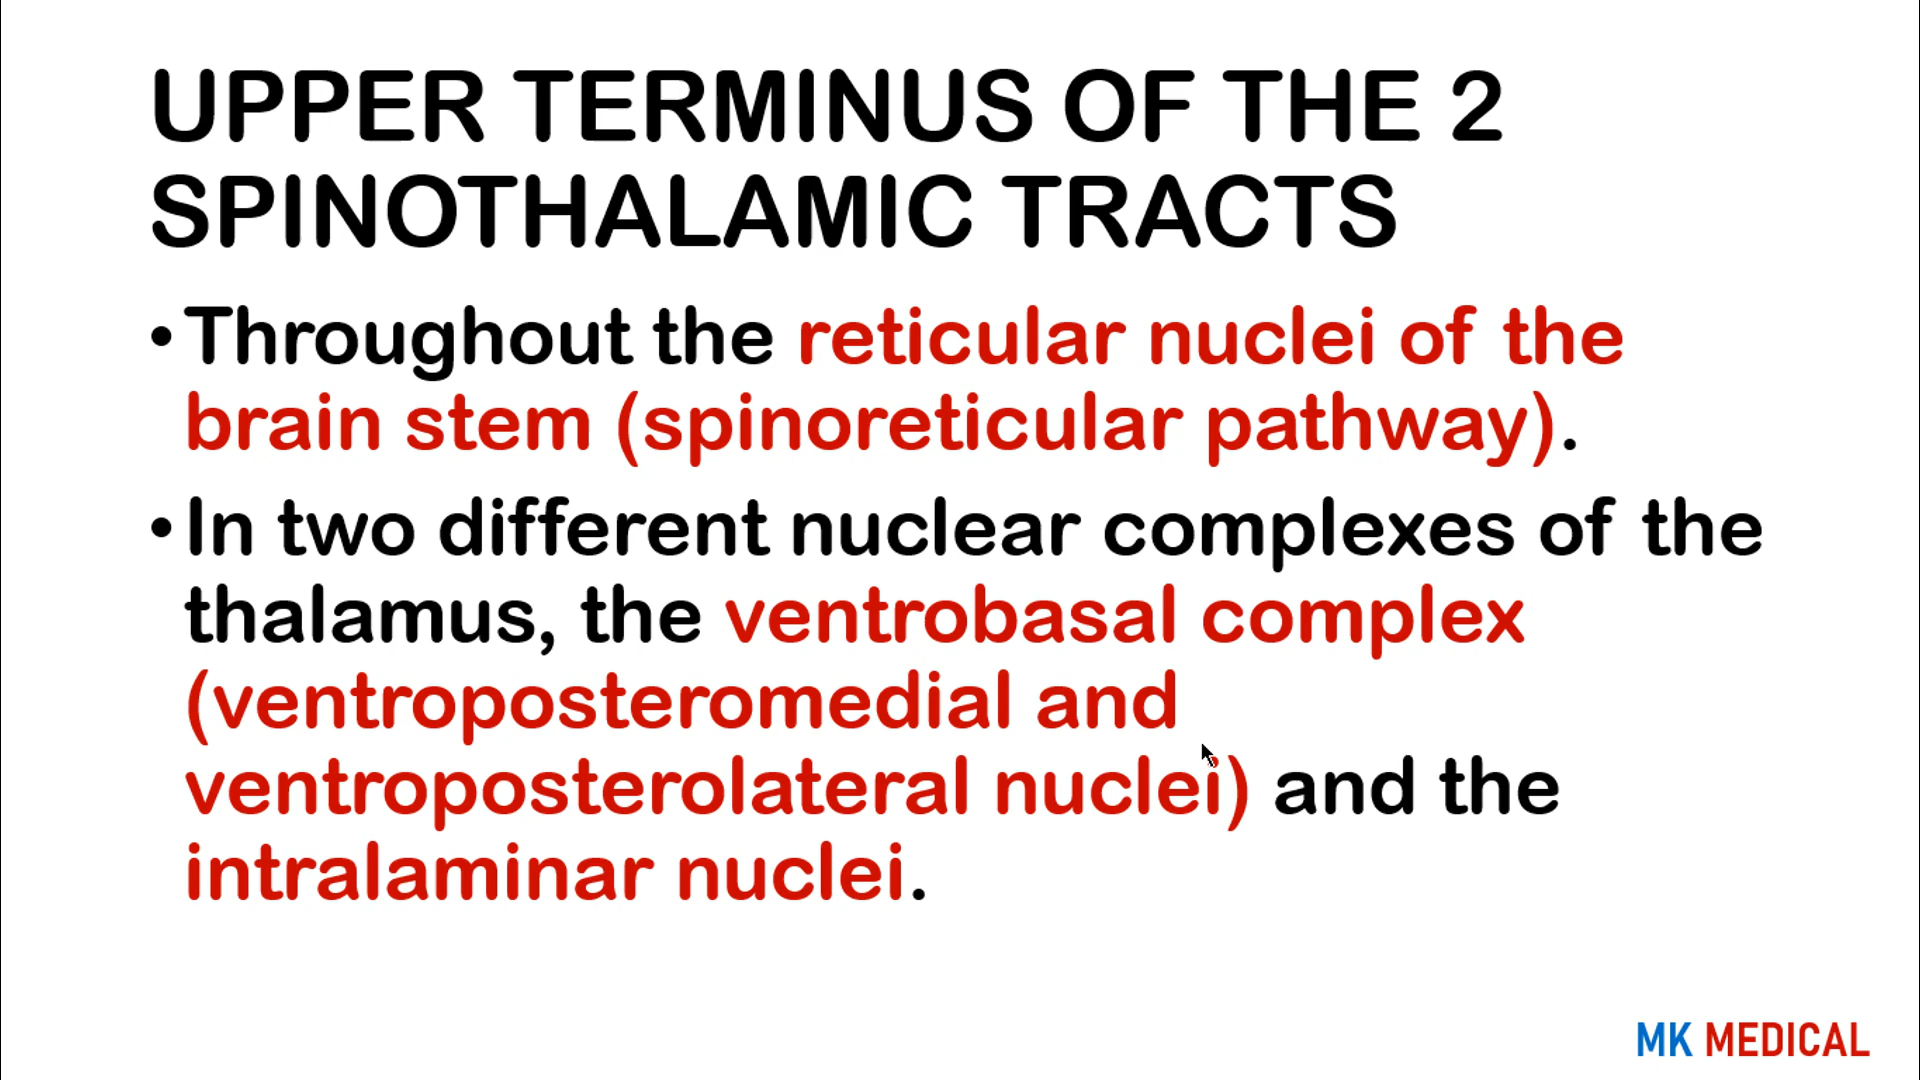 UPPER TERMINUS OF THE 2
SPINOTHALAMIC TRACTS
• Throughout the reticular nuclei of the
brain stem (spinoreticular pathway).
• In two different nuclear complexes of the
thalamus, the ventrobasal complex
(ventroposteromedial and
ventroposterolateral nuclei) and the
intralaminar nuclei.
MK MEDICAL